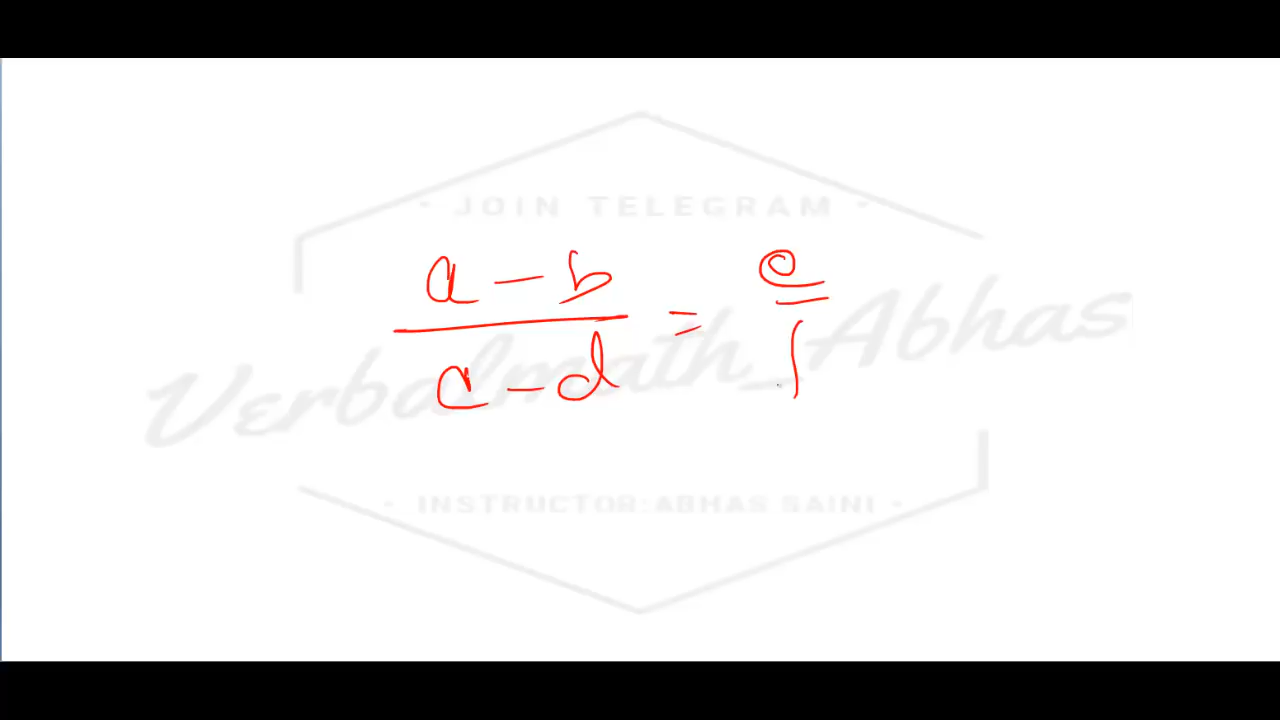 - JOIN TELEGRAM -
a - b
= e
c - d
Verbalmath_Abhas
- INSTRUCTOR:ABHAS SAINI -